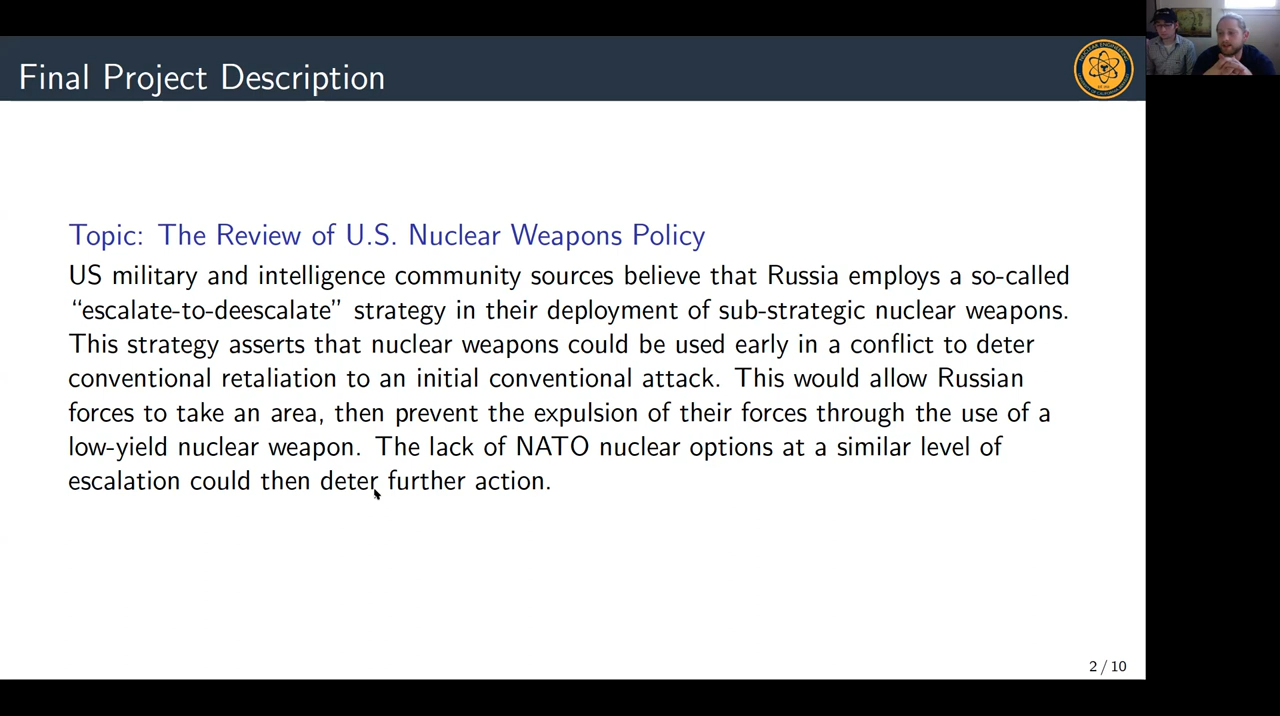 Final Project Description
NUCLEAR ENGINEERING
Topic: The Review of U.S. Nuclear Weapons Policy
US military and intelligence community sources believe that Russia employs a so-called
“escalate-to-deescalate” strategy in their deployment of sub-strategic nuclear weapons.
This strategy asserts that nuclear weapons could be used early in a conflict to deter
conventional retaliation to an initial conventional attack. This would allow Russian
forces to take an area, then prevent the expulsion of their forces through the use of a
low-yield nuclear weapon. The lack of NATO nuclear options at a similar level of
escalation could then deter further action.
2 / 10